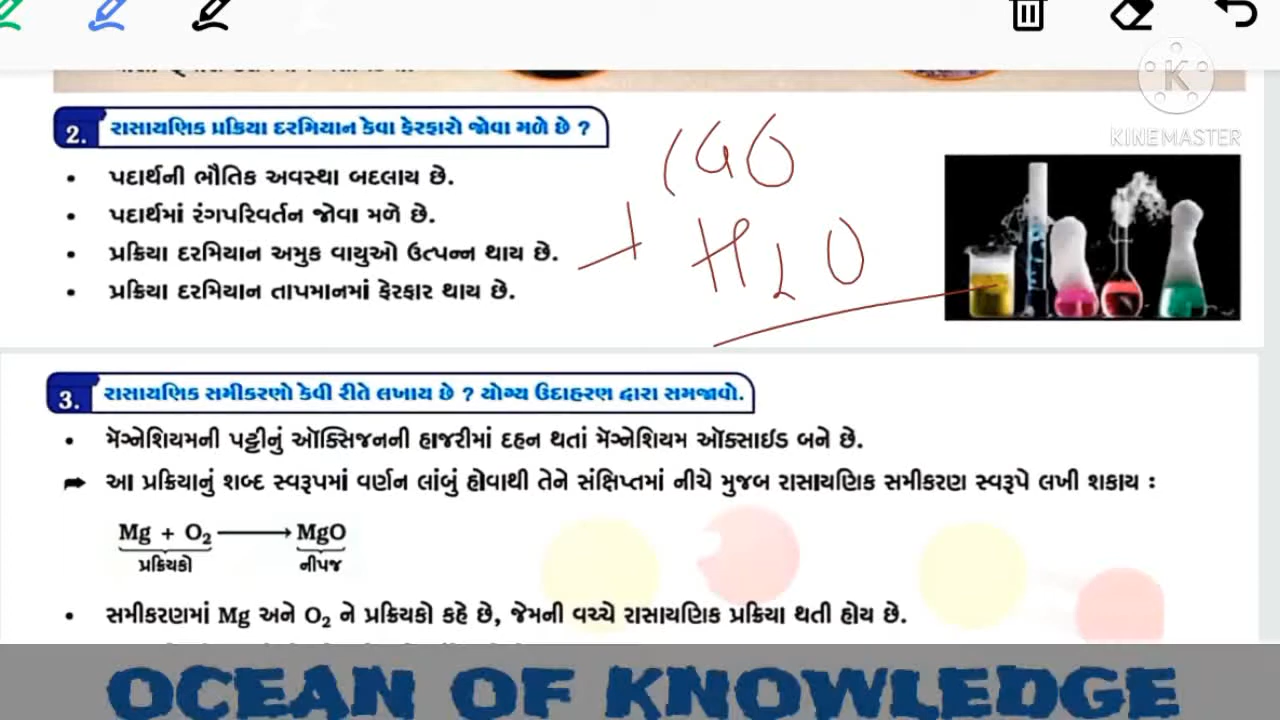 KINEMASTER
2. રાસાયણિક પ્રક્રિયા દરમિયાન કેવા ફેરફારો જોવા મળે છે ?
• પદાર્થની ભૌતિક અવસ્થા બદલાય છે.
• પદાર્થમાં રંગપરિવર્તન જોવા મળે છે.
• પ્રક્રિયા દરમિયાન અમુક વાયુઓ ઉત્પન્ન થાય છે.
• પ્રક્રિયા દરમિયાન તાપમાનમાં ફેરફાર થાય છે.
CaO
+ H2O
3. રાસાયણિક સમીકરણો કેવી રીતે લખાય છે ? યોગ્ય ઉદાહરણ દ્વારા સમજાવો.
• મૅગ્નેશિયમની પટ્ટીનું ઑક્સિજનની હાજરીમાં દહન થતાં મૅગ્નેશિયમ ઑક્સાઇડ બને છે.
➡ આ પ્રક્રિયાનું શબ્દ સ્વરૂપમાં વર્ણન લાંબું હોવાથી તેને સંક્ષિપ્તમાં નીચે મુજબ રાસાયણિક સમીકરણ સ્વરૂપે લખી શકાય :
Mg + O₂ ⟶ MgO
પ્રક્રિયકો નીપજ
• સમીકરણમાં Mg અને O₂ ને પ્રક્રિયકો કહે છે, જેમની વચ્ચે રાસાયણિક પ્રક્રિયા થતી હોય છે.
OCEAN OF KNOWLEDGE